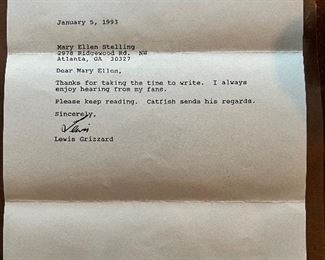 January 5, 1993
Mary Ellen Stelling
2978 Ridgewood Rd. NW
Atlanta, GA 30327
Dear Mary Ellen,
Thanks for taking the time to write. I always
enjoy hearing from my fans.
Please keep reading. Catfish sends his regards.
Sincerely,
Lewis
Lewis Grizzard